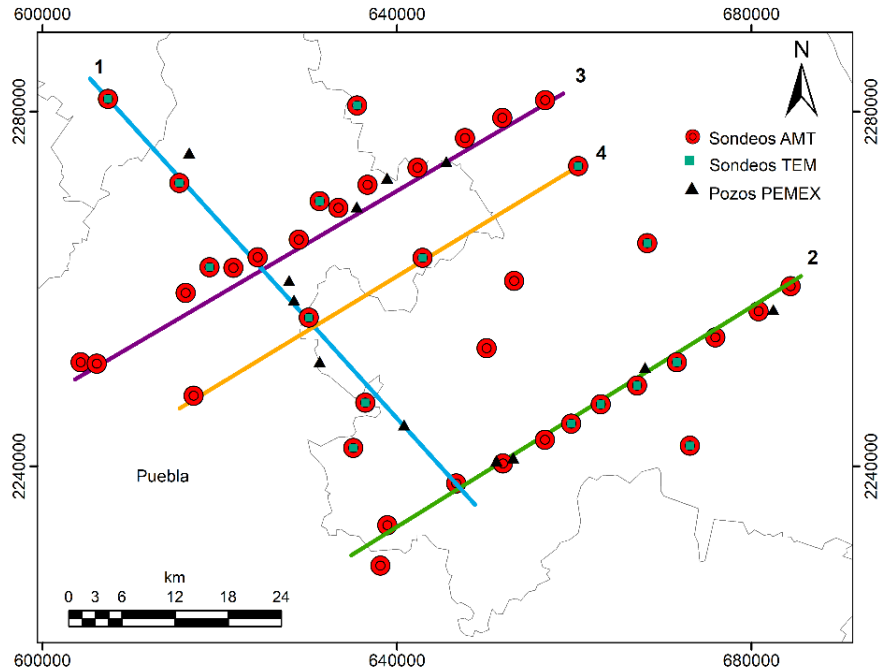 600000 640000 680000
1
3
N
2280000 2280000
Sondeos AMT
4
Sondeos TEM
Pozos PEMEX
2
2240000 2240000
Puebla
km
0 3 6 12 18 24
600000 640000 680000